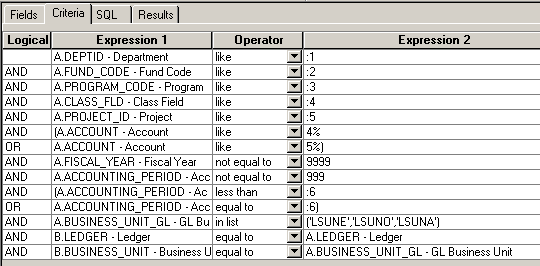 Fields Criteria SQL Results
Logical Expression 1 Operator Expression 2
A.DEPTID - Department like :1
AND A.FUND_CODE - Fund Code like :2
AND A.PROGRAM_CODE - Program like :3
AND A.CLASS_FLD - Class Field like :4
AND A.PROJECT_ID - Project like :5
AND (A.ACCOUNT - Account like 4%
OR A.ACCOUNT - Account like 5%)
AND A.FISCAL_YEAR - Fiscal Year not equal to 9999
AND A.ACCOUNTING_PERIOD - Acc not equal to 999
AND (A.ACCOUNTING_PERIOD - Ac less than :6
OR A.ACCOUNTING_PERIOD - Acc equal to :6)
AND A.BUSINESS_UNIT_GL - GL Bu in list ('LSUNE','LSUNO','LSUNA')
AND B.LEDGER - Ledger equal to A.LEDGER - Ledger
AND B.BUSINESS_UNIT - Business U equal to A.BUSINESS_UNIT_GL - GL Business Unit